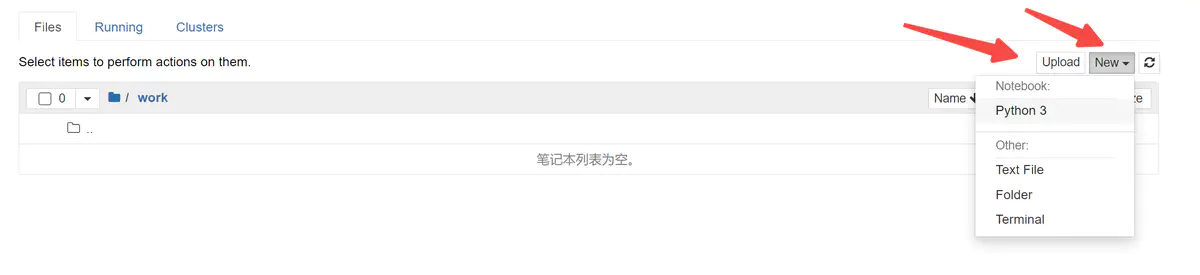 Files Running Clusters
Select items to perform actions on them.
Upload New
0 / work
Name
Notebook:
Python 3
..
Other:
笔记本列表为空。
Text File
Folder
Terminal